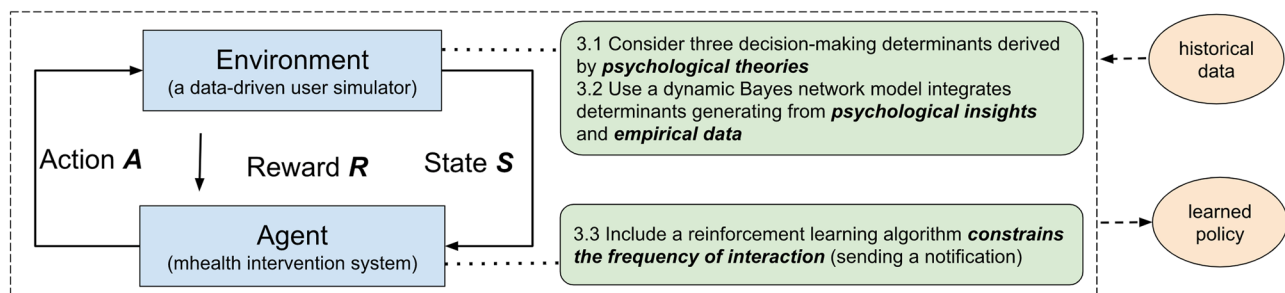 Environment
(a data-driven user simulator)
3.1 Consider three decision-making determinants derived
by psychological theories
3.2 Use a dynamic Bayes network model integrates
determinants generating from psychological insights
and empirical data
historical
data
Action A
Reward R
State S
Agent
(mhealth intervention system)
3.3 Include a reinforcement learning algorithm constrains
the frequency of interaction (sending a notification)
learned
policy